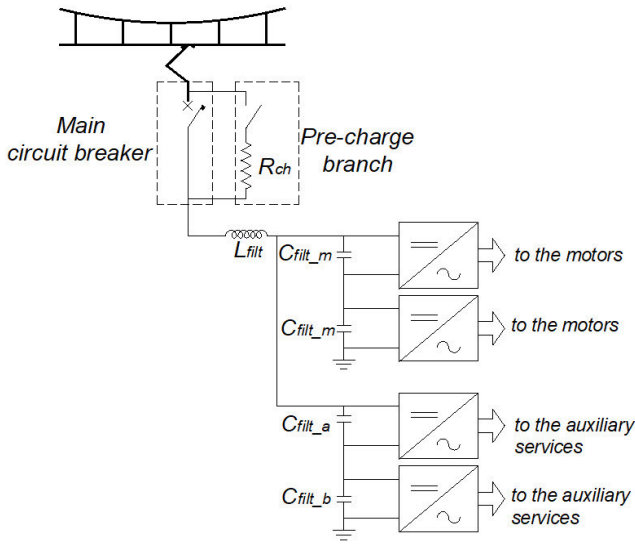 Main
circuit breaker
Pre-charge
branch
Rch
Lfilt
Cfilt_m
to the motors
Cfilt_m
to the motors
Cfilt_a
to the auxiliary
services
Cfilt_b
to the auxiliary
services